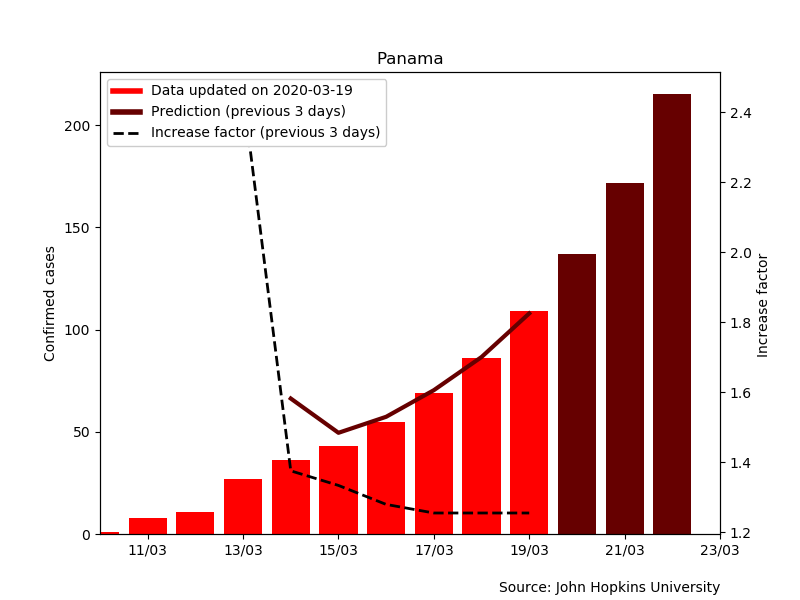 Panama
Data updated on 2020-03-19
Prediction (previous 3 days)
Increase factor (previous 3 days)
Confirmed cases
200
150
100
50
0
2.4
2.2
2.0
1.8
1.6
1.4
1.2
Increase factor
11/03 13/03 15/03 17/03 19/03 21/03 23/03
Source: John Hopkins University